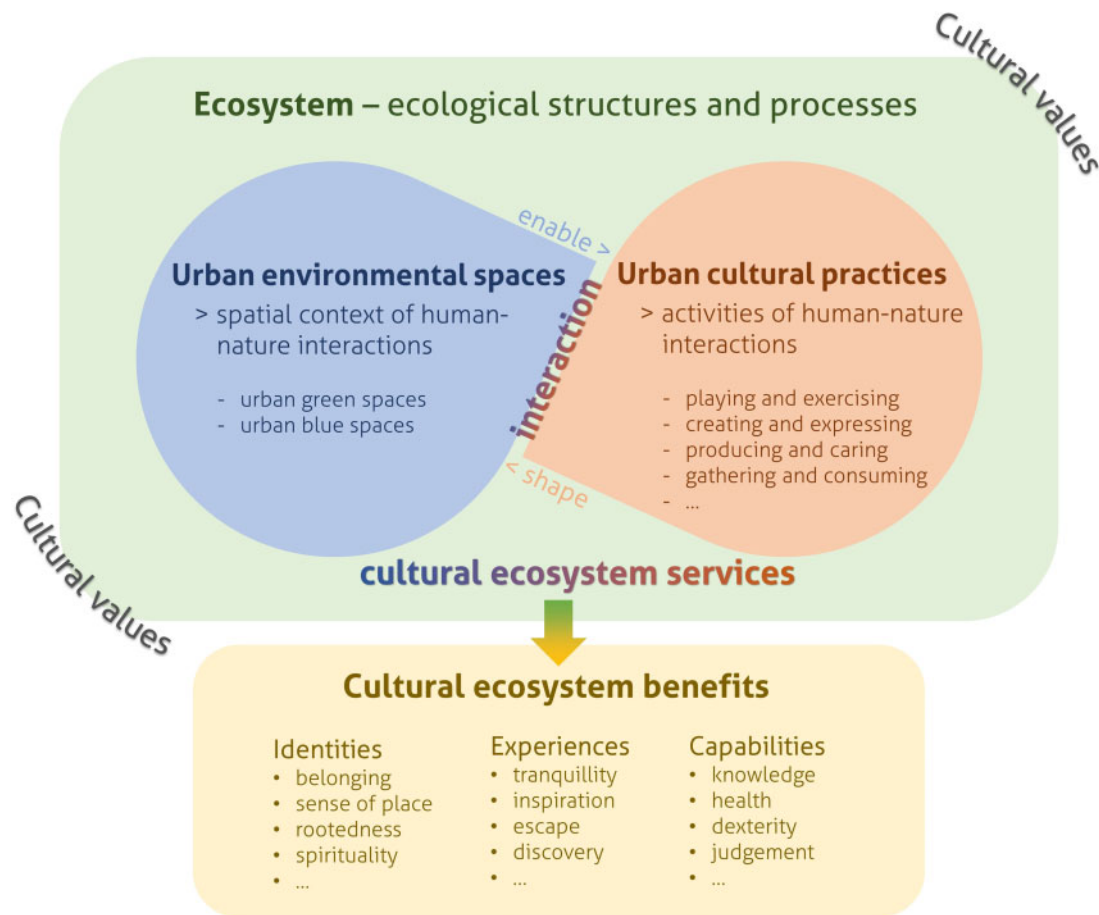 Cultural values
Ecosystem – ecological structures and processes
enable >
Urban environmental spaces
> spatial context of human-
nature interactions
- urban green spaces
- urban blue spaces
interaction
Urban cultural practices
> activities of human-nature
interactions
- playing and exercising
- creating and expressing
- producing and caring
- gathering and consuming
- ...
< shape
Cultural values
cultural ecosystem services
Cultural ecosystem benefits
Identities
• belonging
• sense of place
• rootedness
• spirituality
• ...
Experiences
• tranquillity
• inspiration
• escape
• discovery
• ...
Capabilities
• knowledge
• health
• dexterity
• judgement
• ...